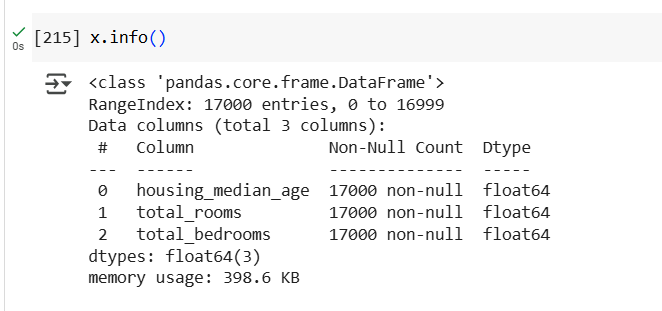 [215] x.info()
0s
<class 'pandas.core.frame.DataFrame'>
RangeIndex: 17000 entries, 0 to 16999
Data columns (total 3 columns):
 #   Column              Non-Null Count  Dtype
---  ------              --------------  -----
 0   housing_median_age  17000 non-null  float64
 1   total_rooms         17000 non-null  float64
 2   total_bedrooms      17000 non-null  float64
dtypes: float64(3)
memory usage: 398.6 KB